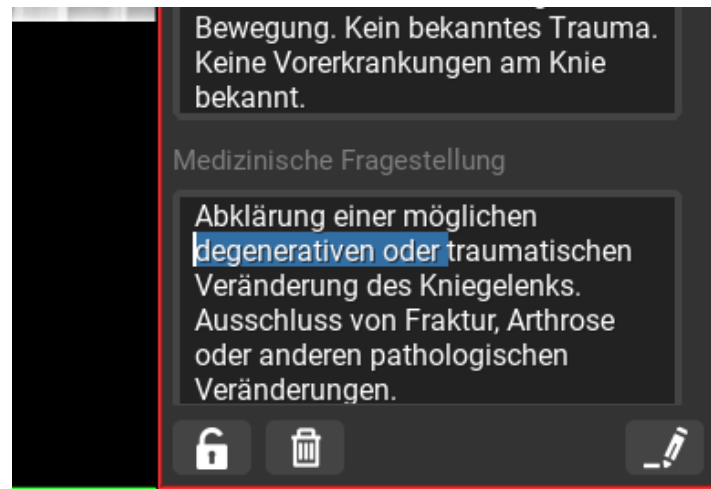 Bewegung. Kein bekanntes Trauma.
Keine Vorerkrankungen am Knie
bekannt.
Medizinische Fragestellung
Abklärung einer möglichen
degenerativen oder traumatischen
Veränderung des Kniegelenks.
Ausschluss von Fraktur, Arthrose
oder anderen pathologischen
Veränderungen.